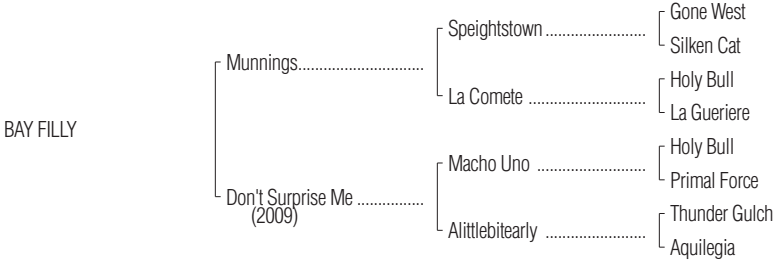 Gone West
Speightstown ........................
Silken Cat
Munnings..............................
Holy Bull
La Comete ............................
La Gueriere
BAY FILLY
Holy Bull
Macho Uno ..........................
Primal Force
Don't Surprise Me ................
(2009)
Thunder Gulch
Alittlebitearly ........................
Aquilegia